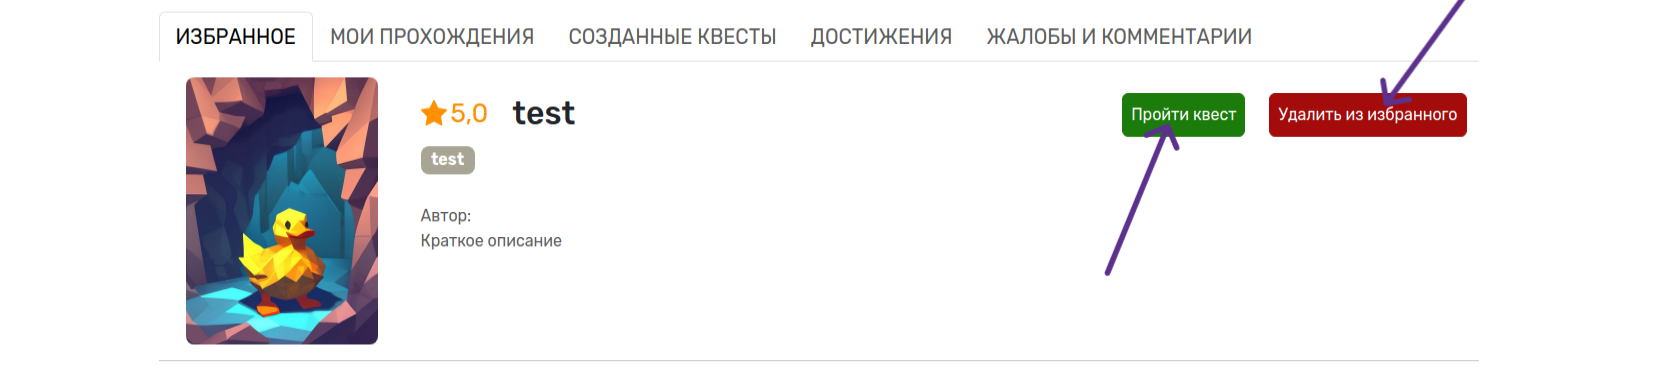 ИЗБРАННОЕ МОИ ПРОХОЖДЕНИЯ СОЗДАННЫЕ КВЕСТЫ ДОСТИЖЕНИЯ ЖАЛОБЫ И КОММЕНТАРИИ
5,0 test Пройти квест Удалить из избранного
test
Автор:
Краткое описание